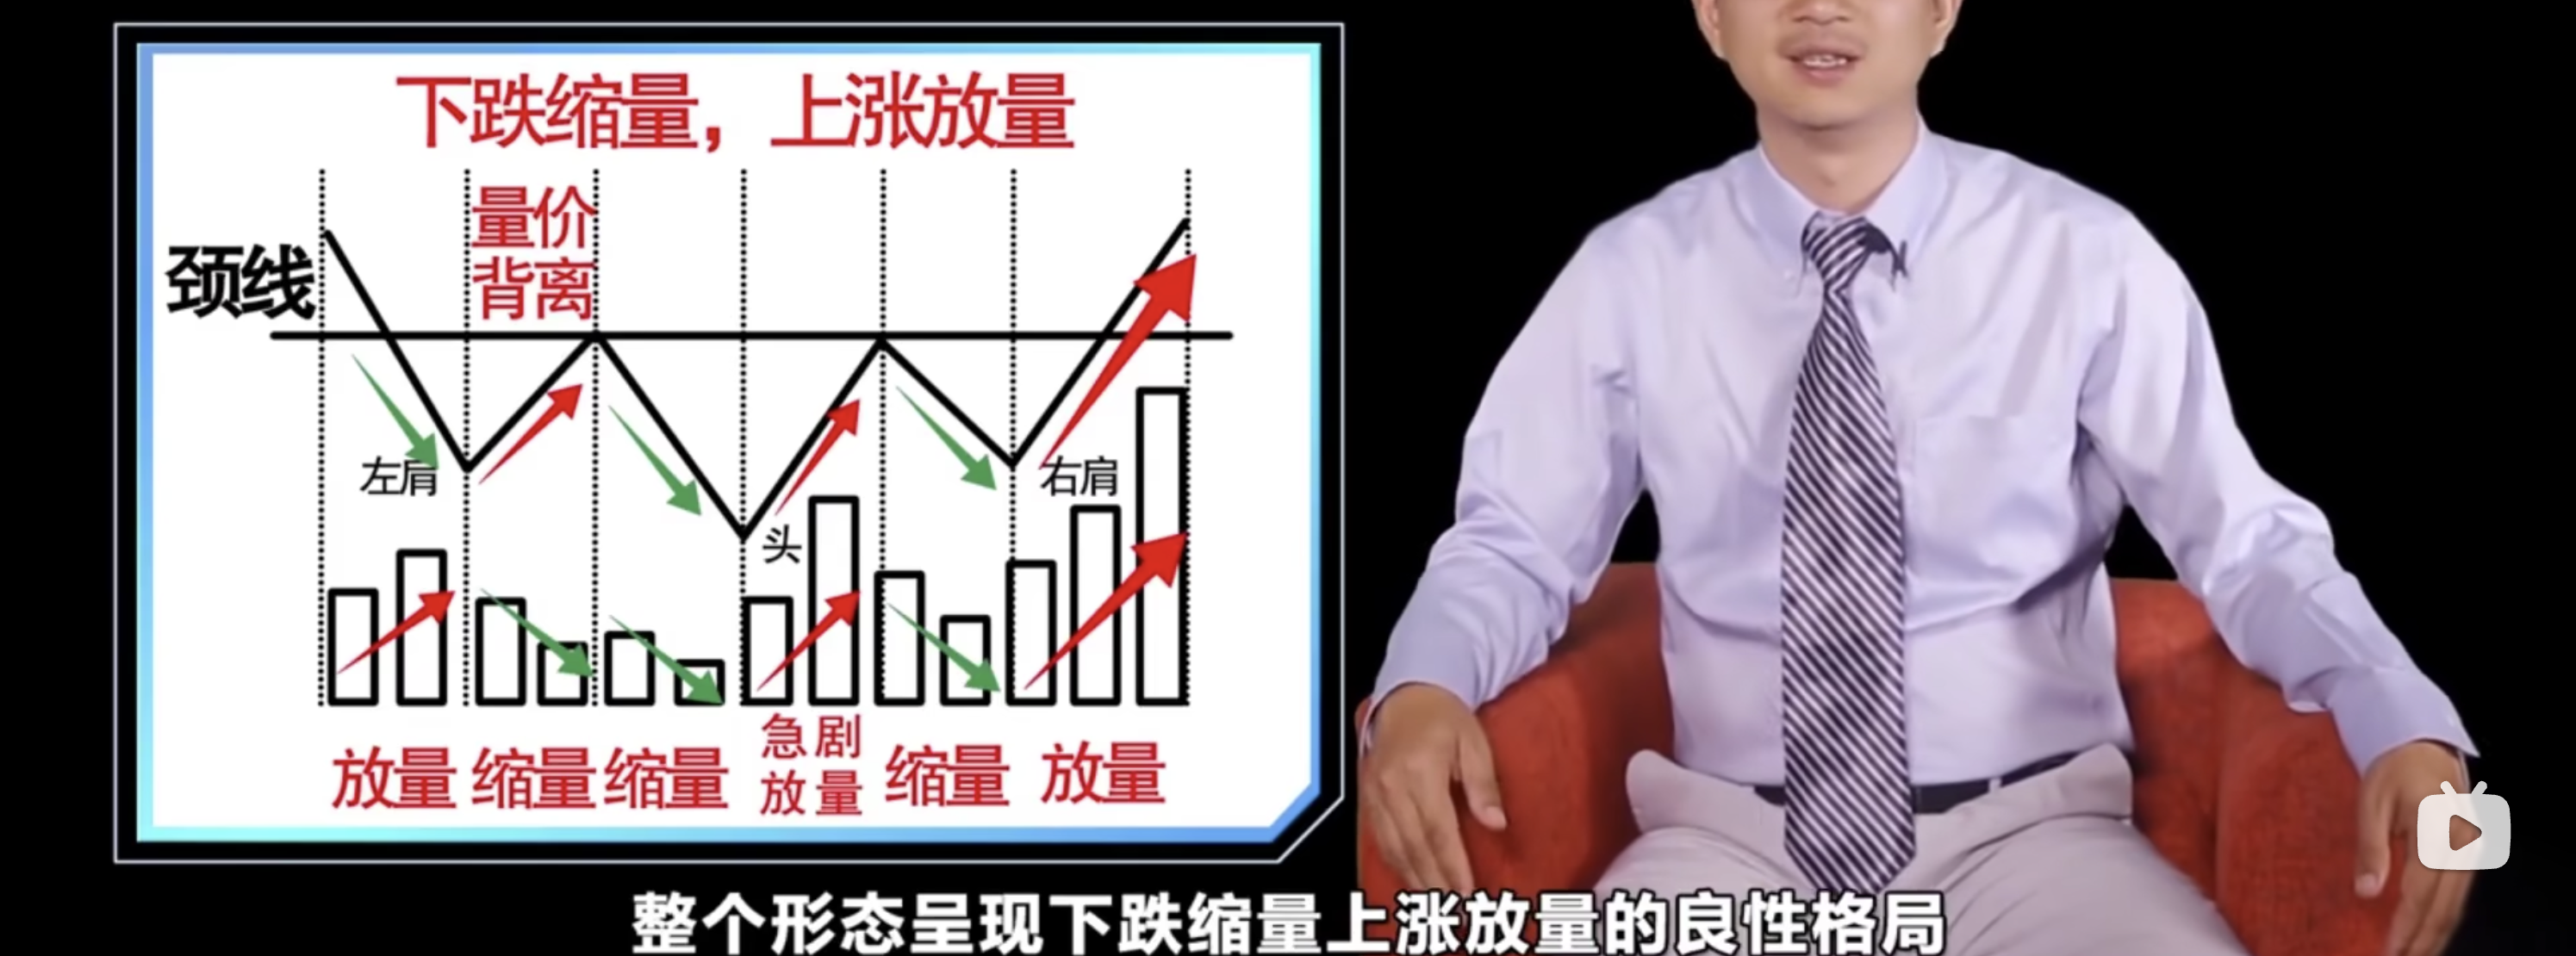 下跌缩量，上涨放量
量价
背离
颈线
左肩
头
右肩
放量 缩量 缩量 急剧放量 缩量 放量
整个形态呈现下跌缩量上涨放量的良性格局